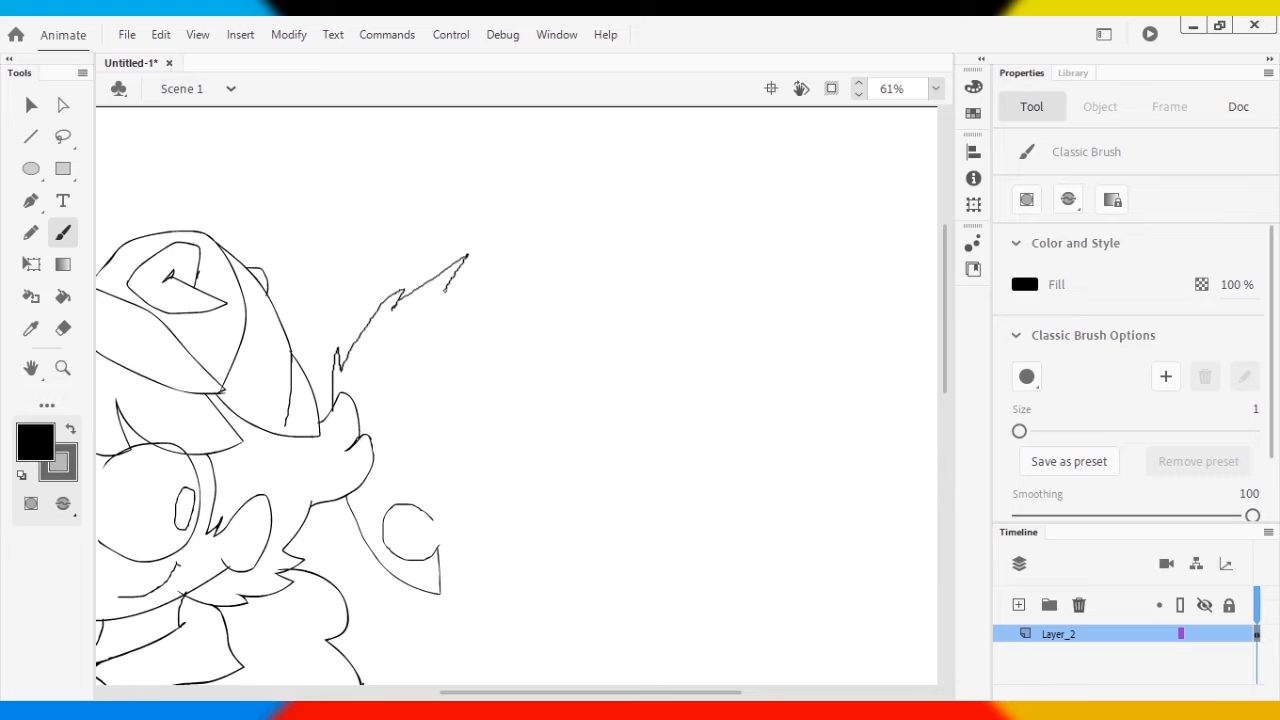 Animate File Edit View Insert Modify Text Commands Control Debug Window Help
Tools
Untitled-1*
Properties Library
Scene 1
61%
Tool Object Frame Doc
Classic Brush
Color and Style
Fill
100 %
Classic Brush Options
Size
1
Save as preset
Remove preset
Smoothing
100
Timeline
Layer_2